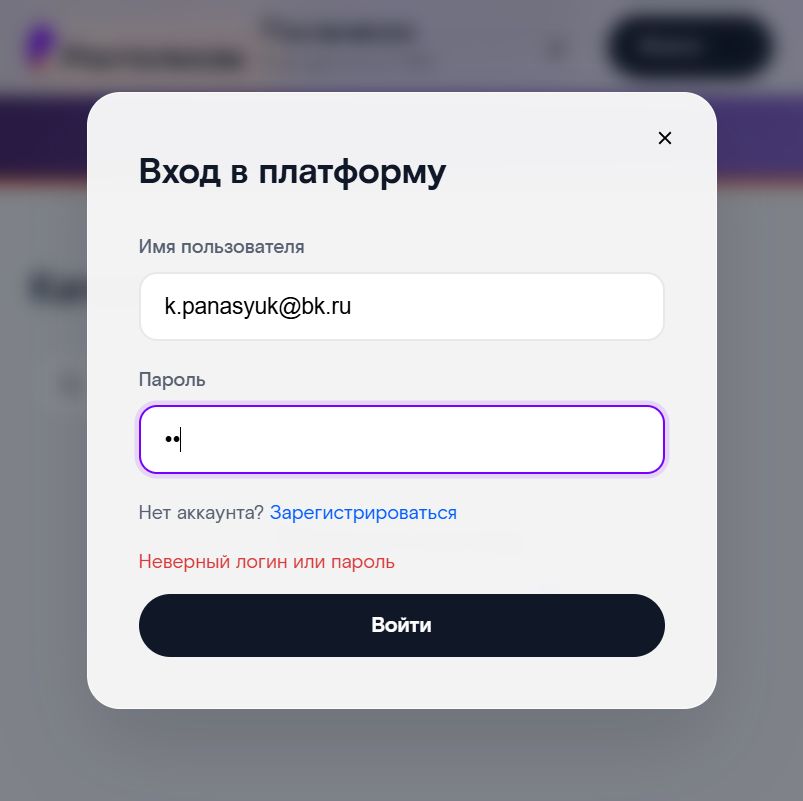 Вход в платформу
Имя пользователя
k.panasyuk@bk.ru
Пароль
••
Нет аккаунта? Зарегистрироваться
Неверный логин или пароль
Войти